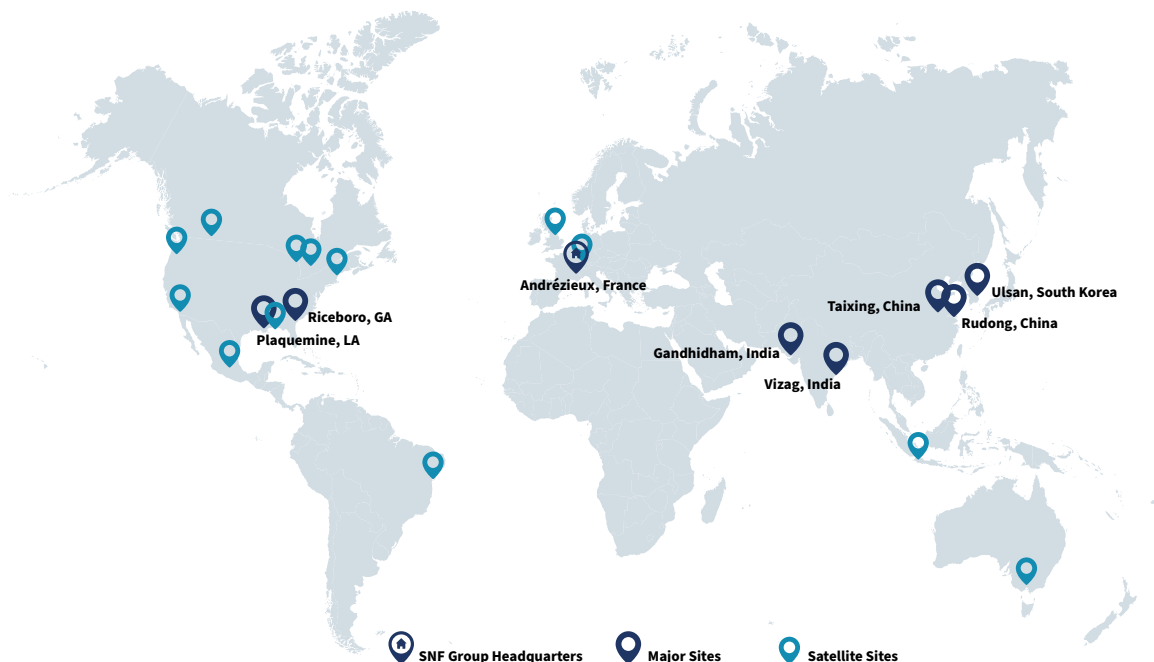 Andrézieux, France
Ulsan, South Korea
Taixing, China
Riceboro, GA
Rudong, China
Plaquemine, LA
Gandhidham, India
Vizag, India
SNF Group Headquarters
Major Sites
Satellite Sites